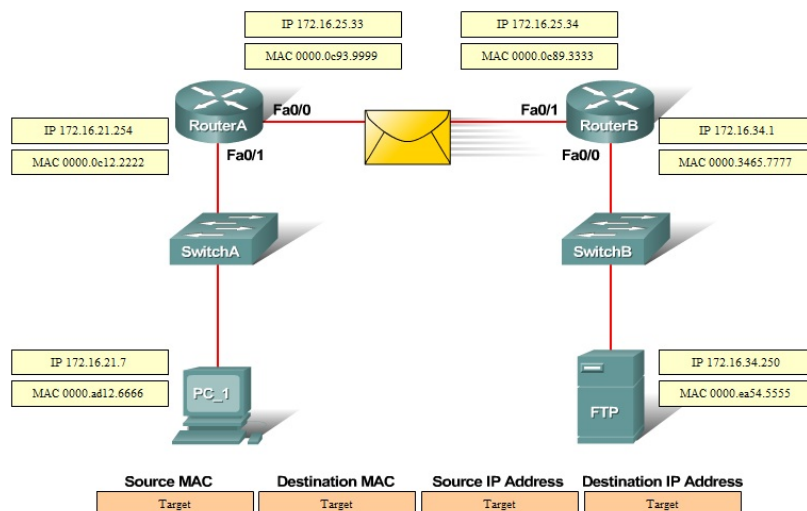 IP 172.16.25.33
IP 172.16.25.34
MAC 0000.0c93.9999
MAC 0000.0c89.3333
Fa0/0
Fa0/1
RouterA
RouterB
IP 172.16.21.254
IP 172.16.34.1
Fa0/1
Fa0/0
MAC 0000.0c12.2222
MAC 0000.3465.7777
SwitchA
SwitchB
IP 172.16.21.7
IP 172.16.34.250
MAC 0000.ad12.6666
PC_1
FTP
MAC 0000.ea54.5555
Source MAC Destination MAC Source IP Address Destination IP Address
Target Target Target Target